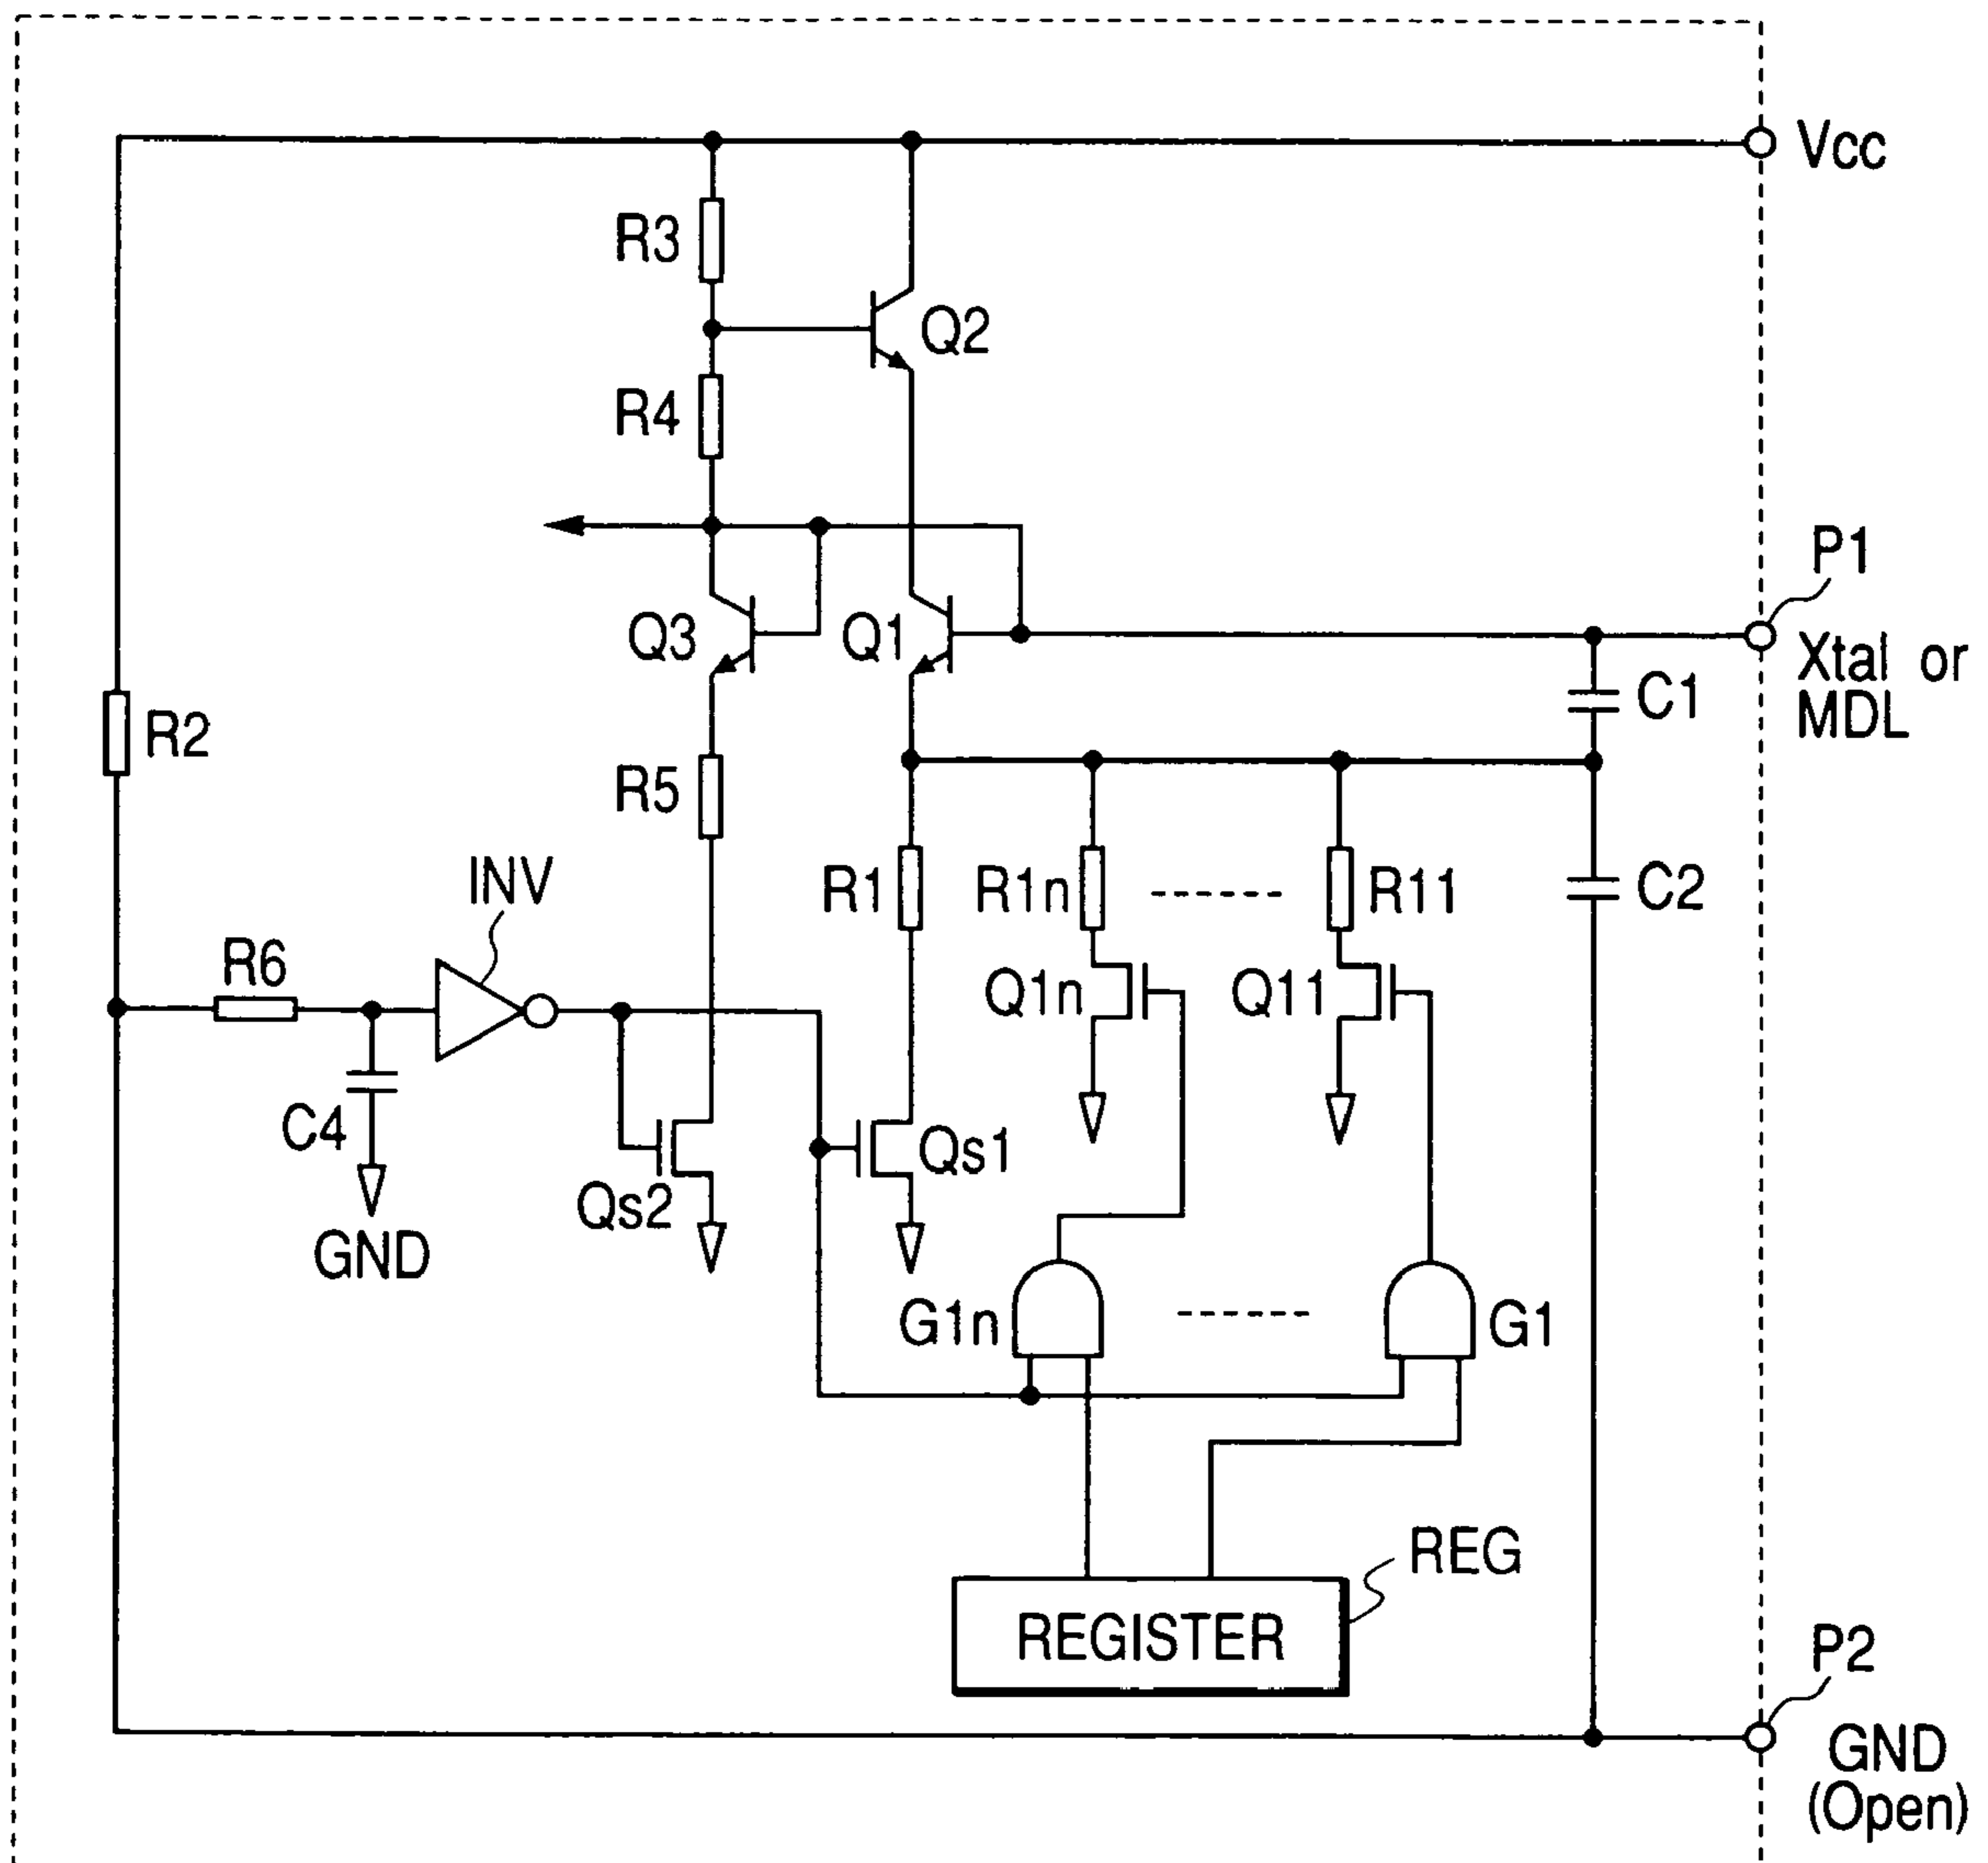 Vcc
R3
Q2
R4
P1
Q3
Q1
Xtal or
MDL
C1
R2
R5
INV
R1
R1n
R11
C2
R6
Q1n
Q11
C4
Qs1
Qs2
GND
G1n
G1
REG
REGISTER
P2
GND
(Open)